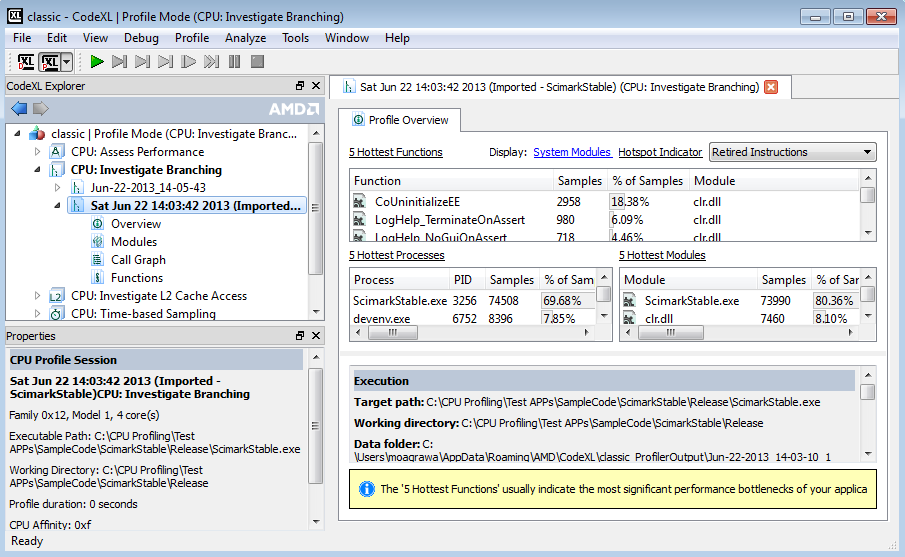 classic - CodeXL | Profile Mode (CPU: Investigate Branching)
File Edit View Debug Profile Analyze Tools Window Help
CodeXL Explorer
AMD
classic | Profile Mode (CPU: Investigate Branc...
CPU: Assess Performance
CPU: Investigate Branching
Jun-22-2013_14-05-43
Sat Jun 22 14:03:42 2013 (Imported...
Overview
Modules
Call Graph
Functions
CPU: Investigate L2 Cache Access
CPU: Time-based Sampling
Properties
CPU Profile Session
Sat Jun 22 14:03:42 2013 (Imported -
ScimarkStable)CPU: Investigate Branching
Family 0x12, Model 1, 4 core(s)
Executable Path: C:\CPU Profiling\Test
APPs\SampleCode\ScimarkStable\Release\ScimarkStable.exe
Working Directory: C:\CPU Profiling\Test
APPs\SampleCode\ScimarkStable\Release
Profile duration: 0 seconds
CPU Affinity: 0xf
Sat Jun 22 14:03:42 2013 (Imported - ScimarkStable) (CPU: Investigate Branching)
Profile Overview
5 Hottest Functions Display: System Modules Hotspot Indicator Retired Instructions
Function Samples % of Samples Module
CoUninitializeEE 2958 18.38% clr.dll
LogHelp_TerminateOnAssert 980 6.09% clr.dll
LogHelp_NoGuiOnAssert 718 4.46% clr.dll
5 Hottest Processes
Process PID Samples % of Sam
ScimarkStable.exe 3256 74508 69.68%
devenv.exe 6752 8396 7.85%
5 Hottest Modules
Module Samples % of Sam
ScimarkStable.exe 73990 80.36%
clr.dll 7460 8.10%
Execution
Target path: C:\CPU Profiling\Test APPs\SampleCode\ScimarkStable\Release\ScimarkStable.exe
Working directory: C:\CPU Profiling\Test APPs\SampleCode\ScimarkStable\Release
Data folder: C:
\Users\moagrawa\AppData\Roaming\AMD\CodeXL\classic_ProfilerOutput\Jun-22-2013_14-03-10_1
The '5 Hottest Functions' usually indicate the most significant performance bottlenecks of your applica
Ready